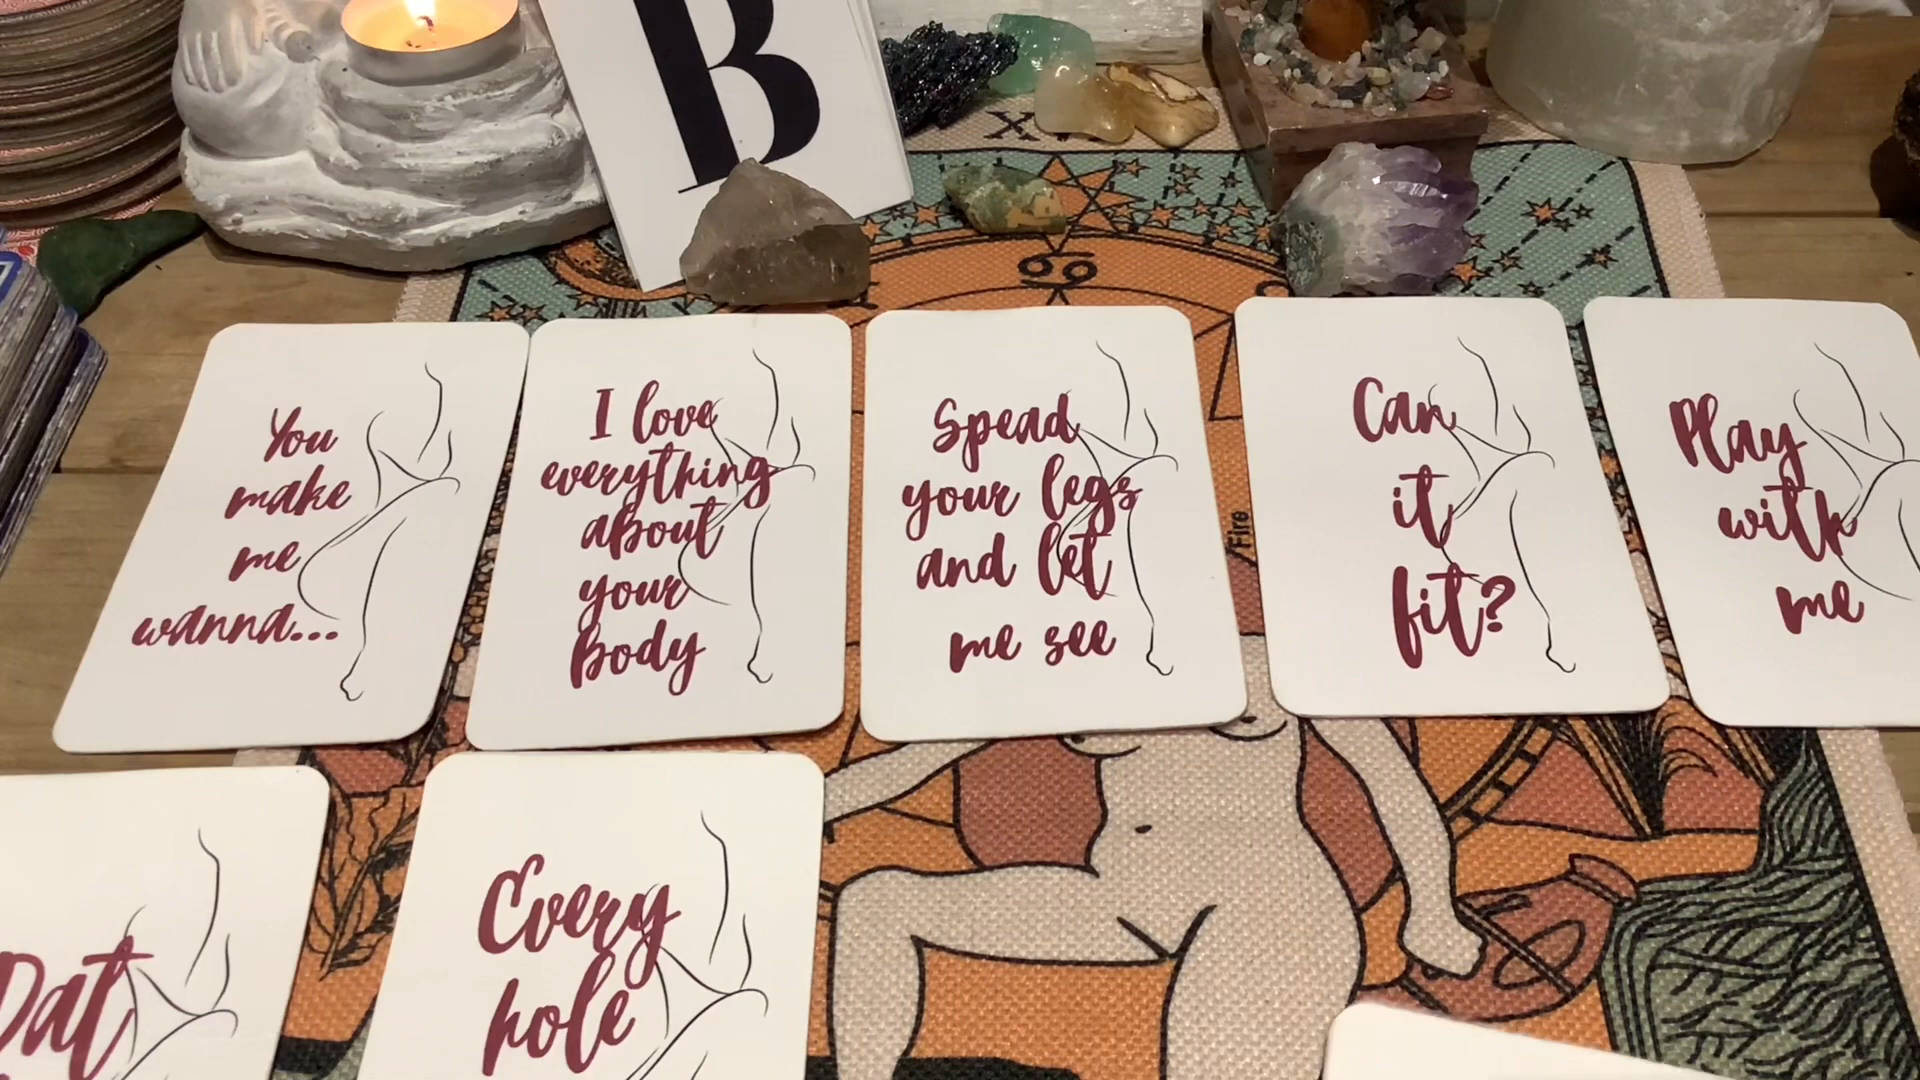 B
X
You
make
me
wanna...
I love
everything
about
your
body
Spead
your legs
and let
me see
Can
it
fit?
Play
with
me
Fire
Dat
Every
hole